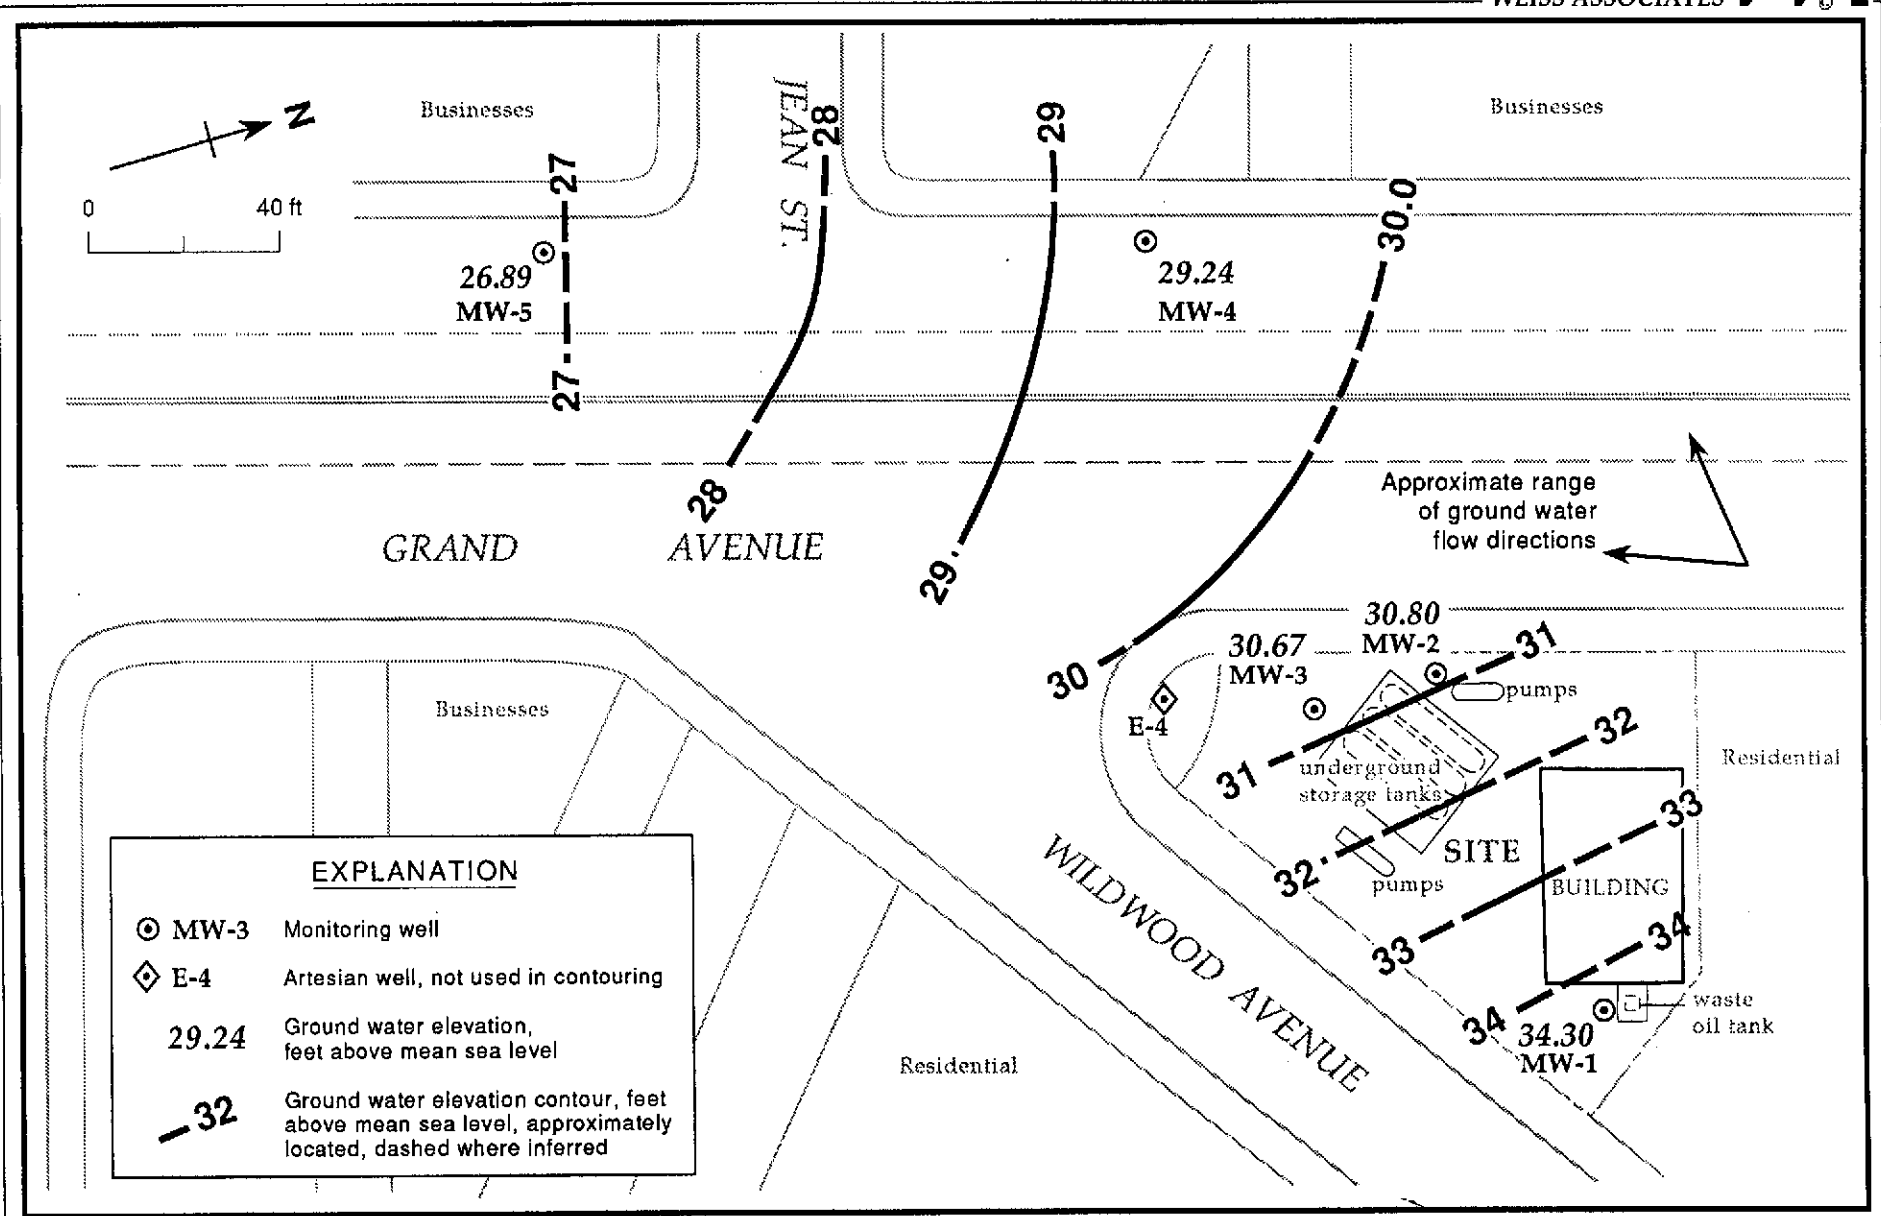 WEISS ASSOCIATES
N
0 40 ft
Businesses
JEAN ST.
Businesses
27
28
29
30.0
26.89
MW-5
29.24
MW-4
27
28
29
30
GRAND AVENUE
Approximate range
of ground water
flow directions
30.80
MW-2
30.67
MW-3
31
pumps
E-4
31
32
underground
storage tanks
Residential
33
SITE
32
pumps
BUILDING
33
34
34
34.30
MW-1
waste
oil tank
WILDWOOD AVENUE
Businesses
Residential
EXPLANATION
MW-3 Monitoring well
E-4 Artesian well, not used in contouring
29.24 Ground water elevation,
feet above mean sea level
32 Ground water elevation contour, feet
above mean sea level, approximately
located, dashed where inferred